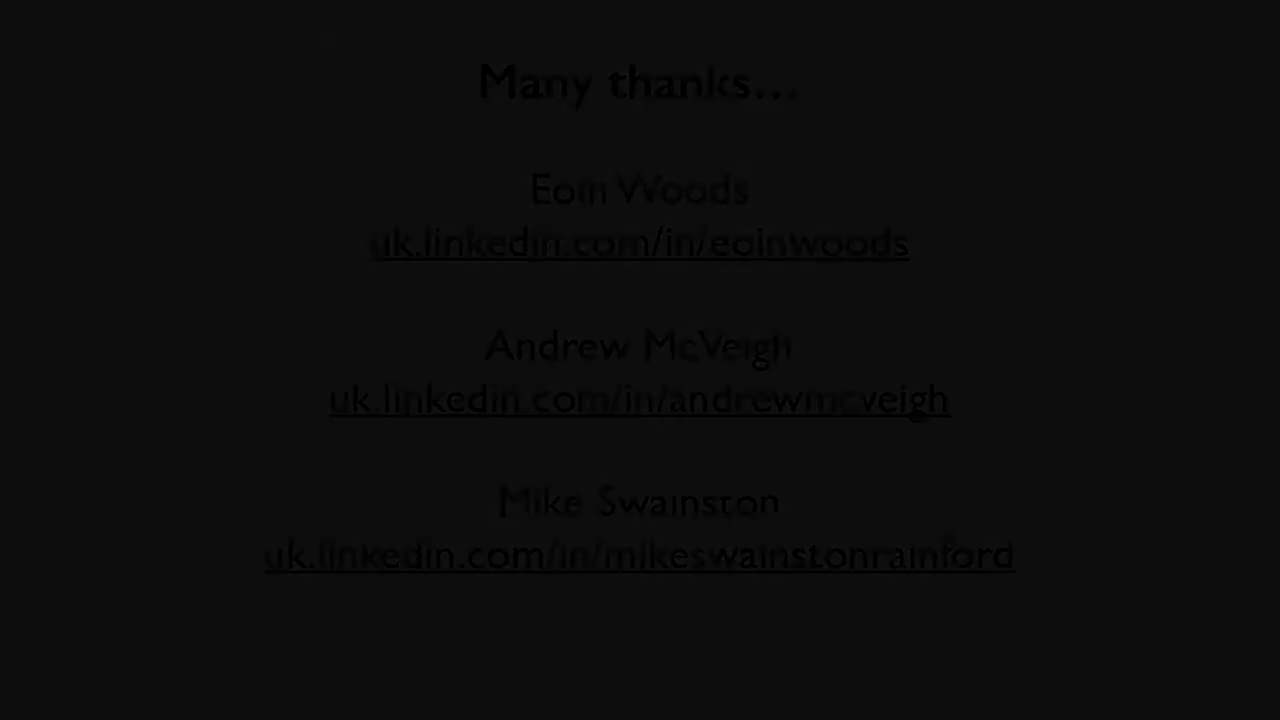 Many thanks...
Eoin Woods
uk.linkedin.com/in/eoinwoods
Andrew McVeigh
uk.linkedin.com/in/andrewmcveigh
Mike Swainston
uk.linkedin.com/in/mikeswainstonrainford